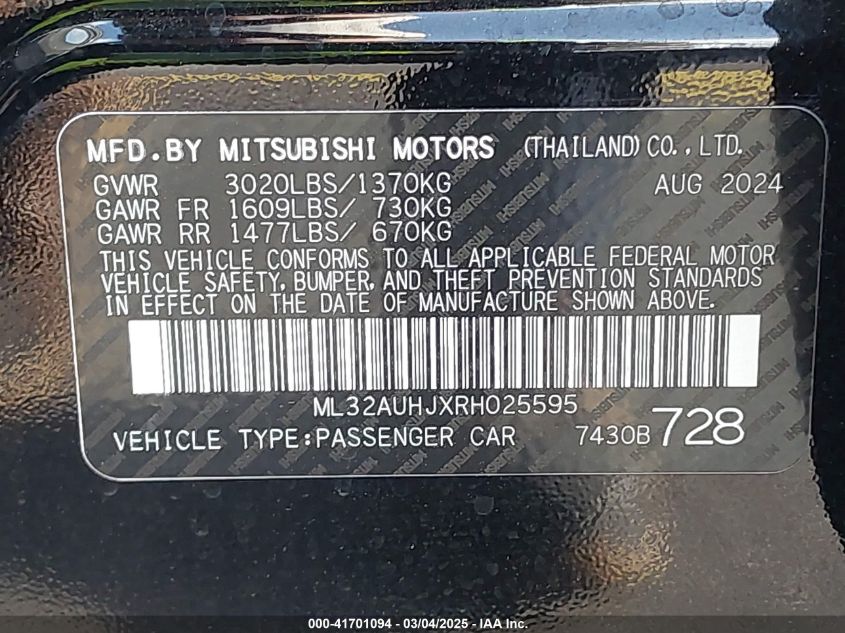 MFD.BY MITSUBISHI MOTORS (THAILAND) CO., LTD.
GVWR 3020LBS/1370KG AUG 2024
GAWR FR 1609LBS/ 730KG
GAWR RR 1477LBS/ 670KG
THIS VEHICLE CONFORMS TO ALL APPLICABLE FEDERAL MOTOR
VEHICLE SAFETY, BUMPER, AND THEFT PREVENTION STANDARDS
IN EFFECT ON THE DATE OF MANUFACTURE SHOWN ABOVE.
ML32AUHJXRH025595
VEHICLE TYPE:PASSENGER CAR 7430B 728
000-41701094 - 03/04/2025 - IAA Inc.